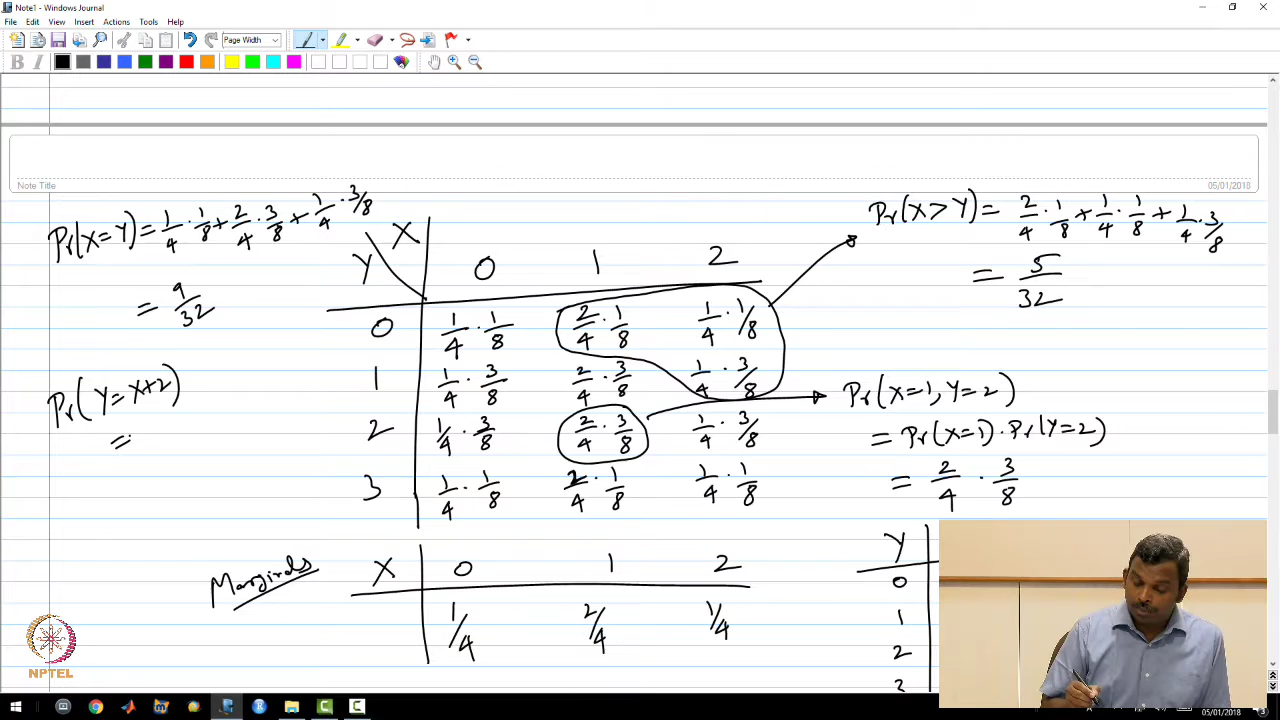 Note1 - Windows Journal
File Edit View Insert Actions Tools Help
Page Width
B I
Note Title
05/01/2018
Pr(X=Y) = 1/4 · 1/8 + 2/4 · 3/8 + 1/4 · 3/8
= 9/32
Pr(Y=X+2)
=
X
Y 0 1 2
0 1/4 · 1/8 2/4 · 1/8 1/4 · 1/8
1 1/4 · 3/8 2/4 · 3/8 1/4 · 3/8
2 1/4 · 3/8 2/4 · 3/8 1/4 · 3/8
3 1/4 · 1/8 2/4 · 1/8 1/4 · 1/8
Pr(X>Y) = 2/4 · 1/8 + 1/4 · 1/8 + 1/4 · 3/8
= 5/32
Pr(X=1, Y=2)
= Pr(X=1) · Pr(Y=2)
= 2/4 · 3/8
Marginals X 0 1 2
1/4 2/4 1/4
Y
0
1
2
3
NPTEL
05/01/2018